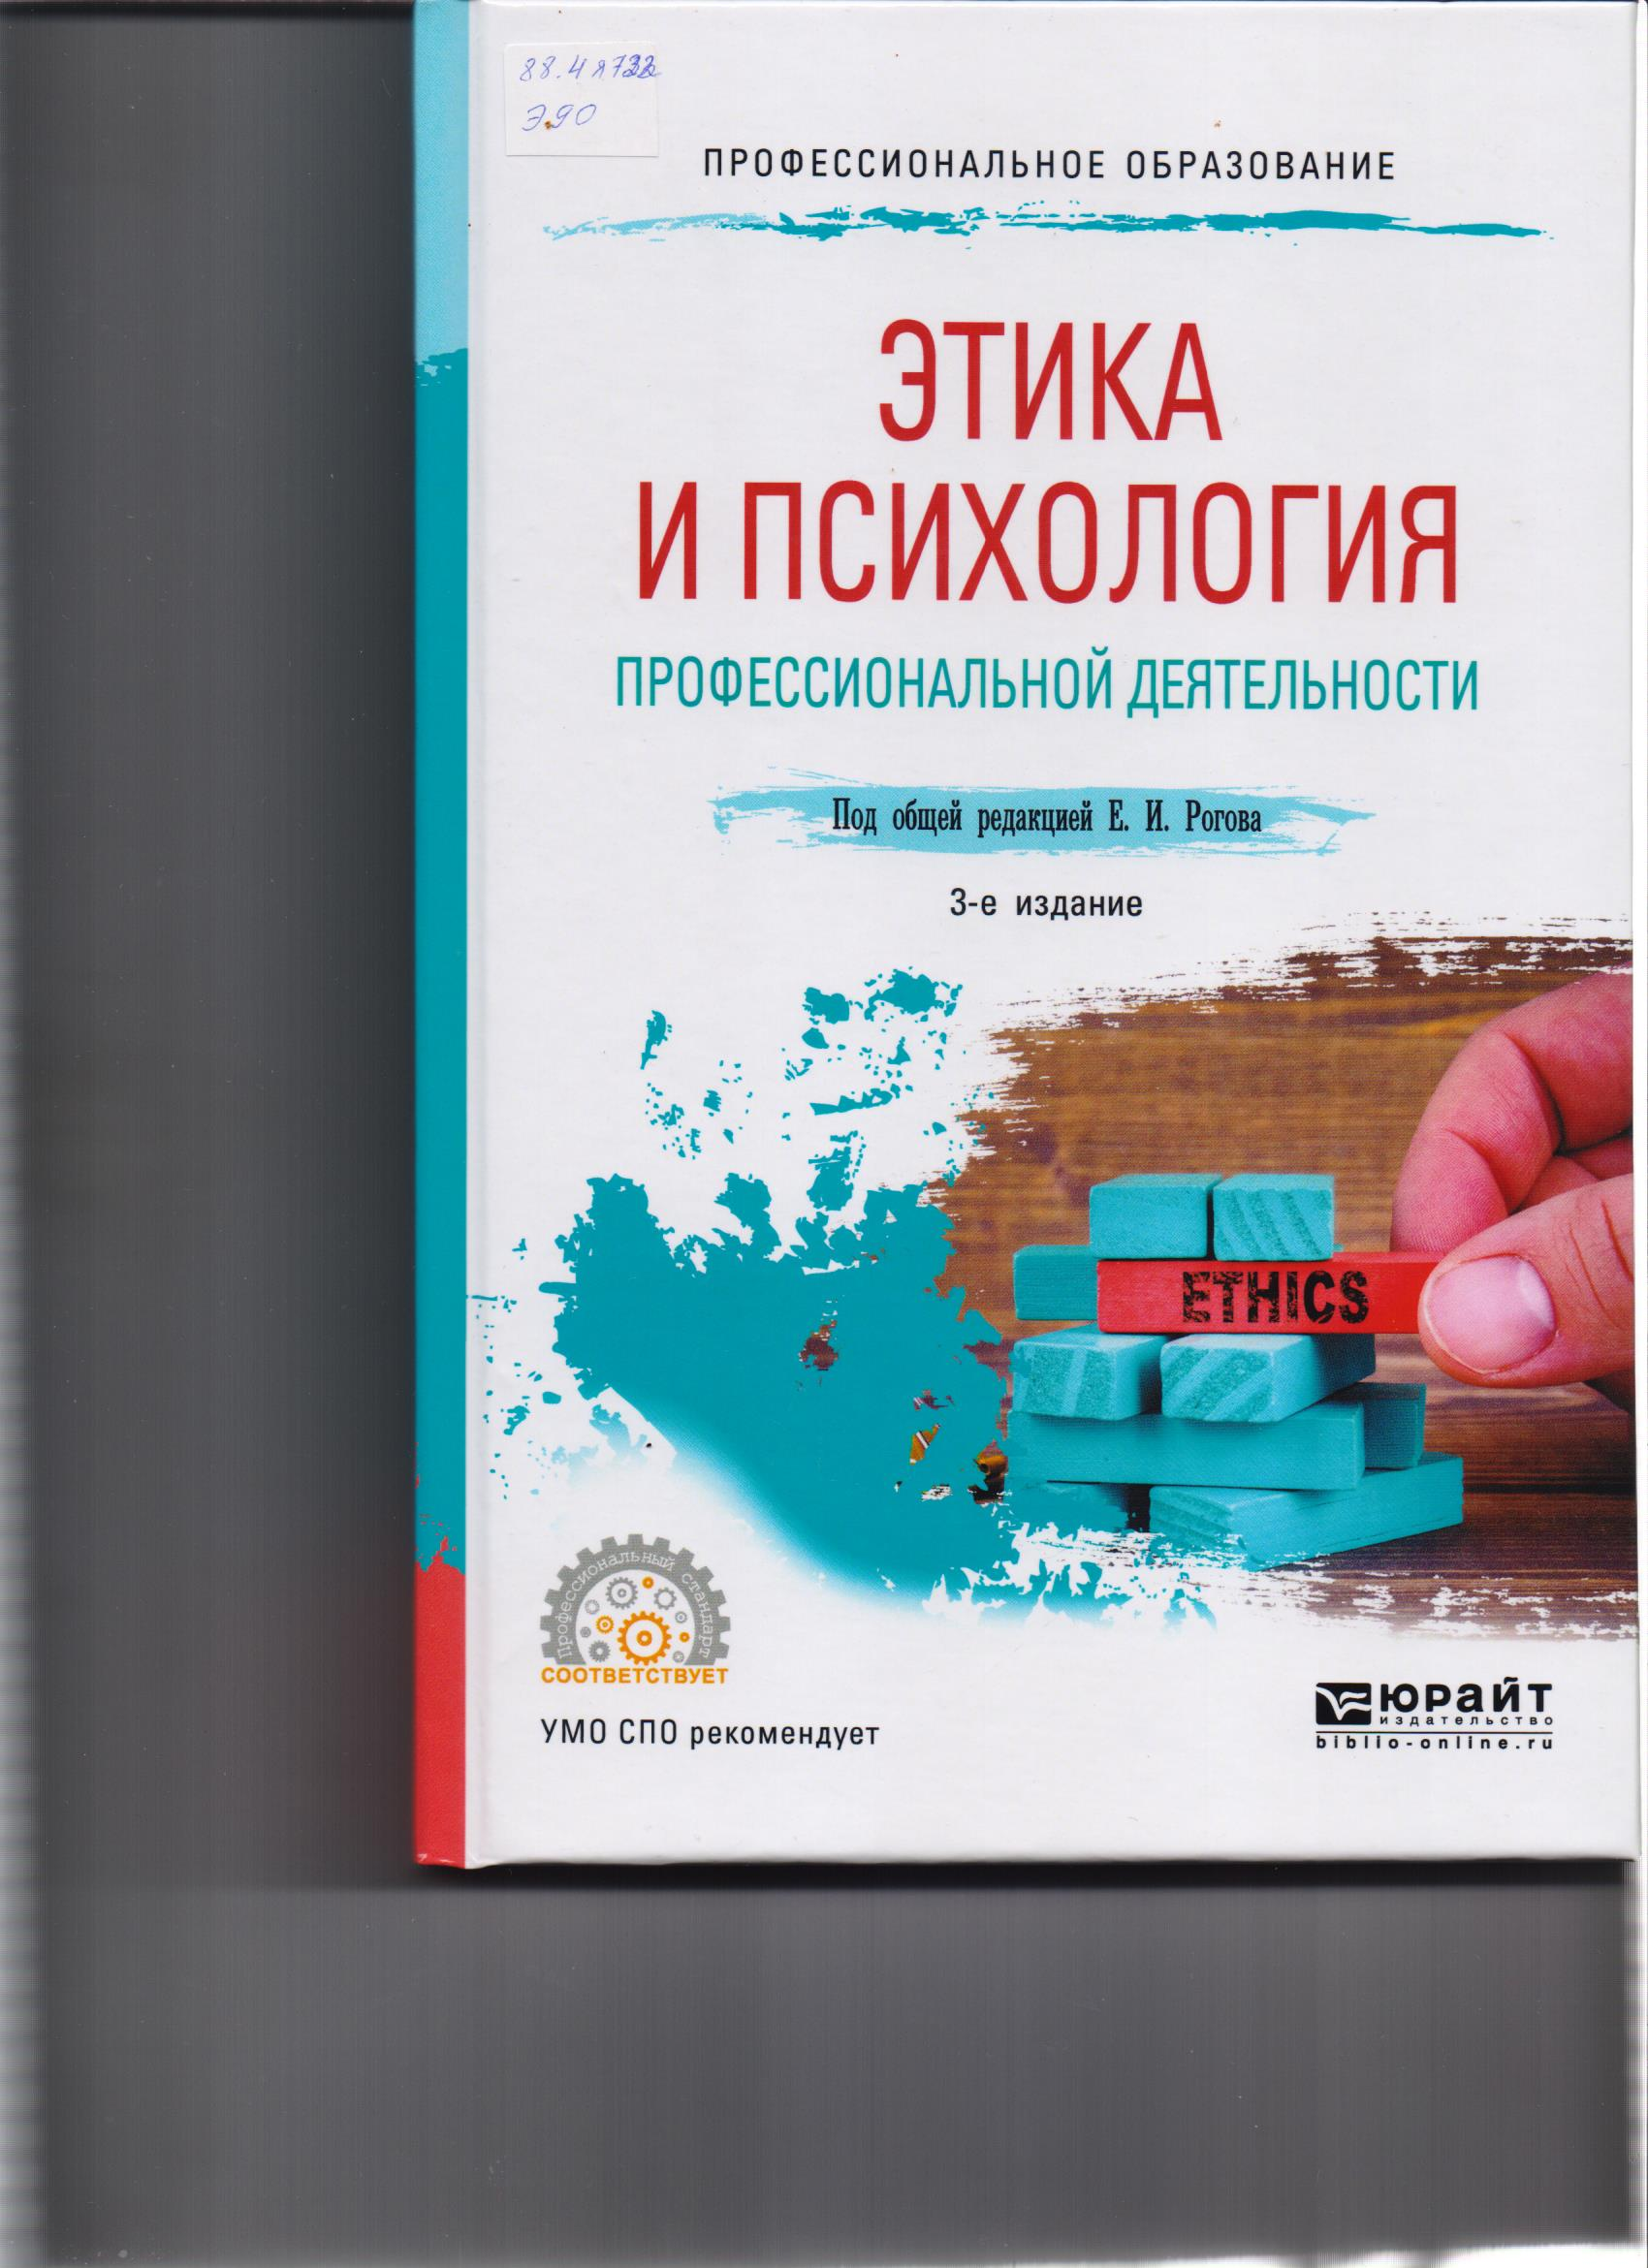 88.4я73
Э90
ПРОФЕССИОНАЛЬНОЕ ОБРАЗОВАНИЕ
ЭТИКА
И ПСИХОЛОГИЯ
ПРОФЕССИОНАЛЬНОЙ ДЕЯТЕЛЬНОСТИ
Под общей редакцией Е. И. Рогова
3-е издание
ETHICS
Профессиональный стандарт
СООТВЕТСТВУЕТ
УМО СПО рекомендует
юрайт
издательство
biblio-online.ru